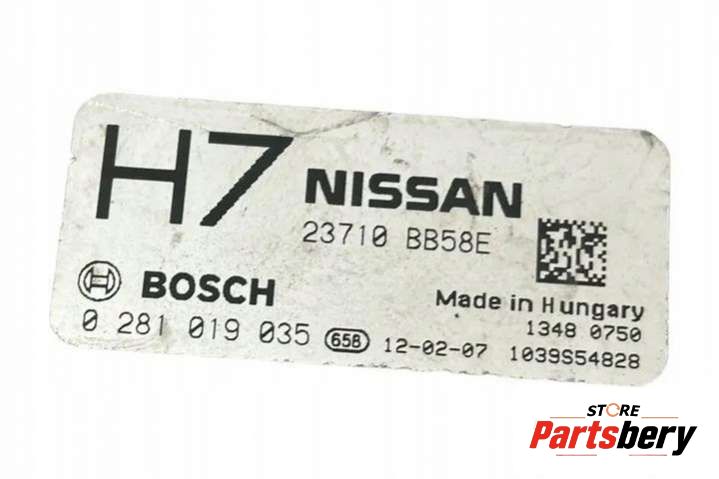 H7 NISSAN
23710 BB58E
BOSCH
Made in Hungary
1348 0750
0 281 019 035 658 12-02-07 1039S54828
STORE
Partsbery